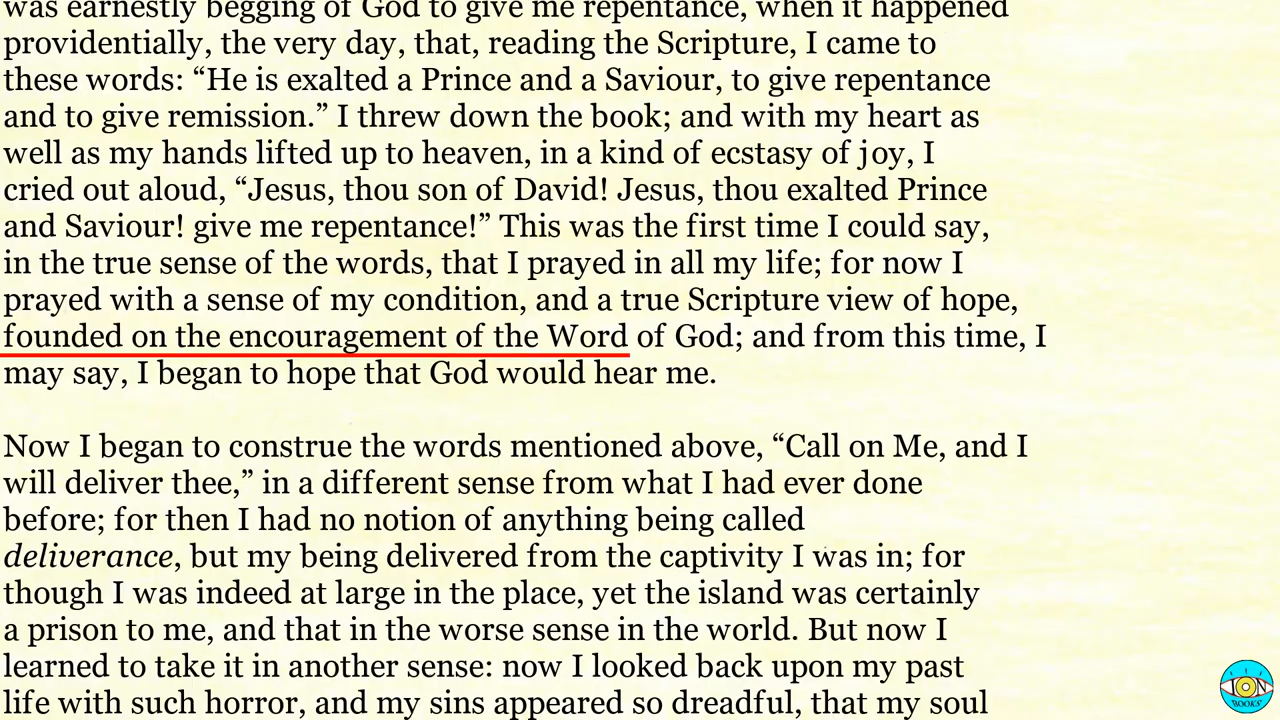 was earnestly begging of God to give me repentance, when it happened
providentially, the very day, that, reading the Scripture, I came to
these words: “He is exalted a Prince and a Saviour, to give repentance
and to give remission.” I threw down the book; and with my heart as
well as my hands lifted up to heaven, in a kind of ecstasy of joy, I
cried out aloud, “Jesus, thou son of David! Jesus, thou exalted Prince
and Saviour! give me repentance!” This was the first time I could say,
in the true sense of the words, that I prayed in all my life; for now I
prayed with a sense of my condition, and a true Scripture view of hope,
founded on the encouragement of the Word of God; and from this time, I
may say, I began to hope that God would hear me.
Now I began to construe the words mentioned above, “Call on Me, and I
will deliver thee,” in a different sense from what I had ever done
before; for then I had no notion of anything being called
deliverance, but my being delivered from the captivity I was in; for
though I was indeed at large in the place, yet the island was certainly
a prison to me, and that in the worse sense in the world. But now I
learned to take it in another sense: now I looked back upon my past
life with such horror, and my sins appeared so dreadful, that my soul
BOOKS